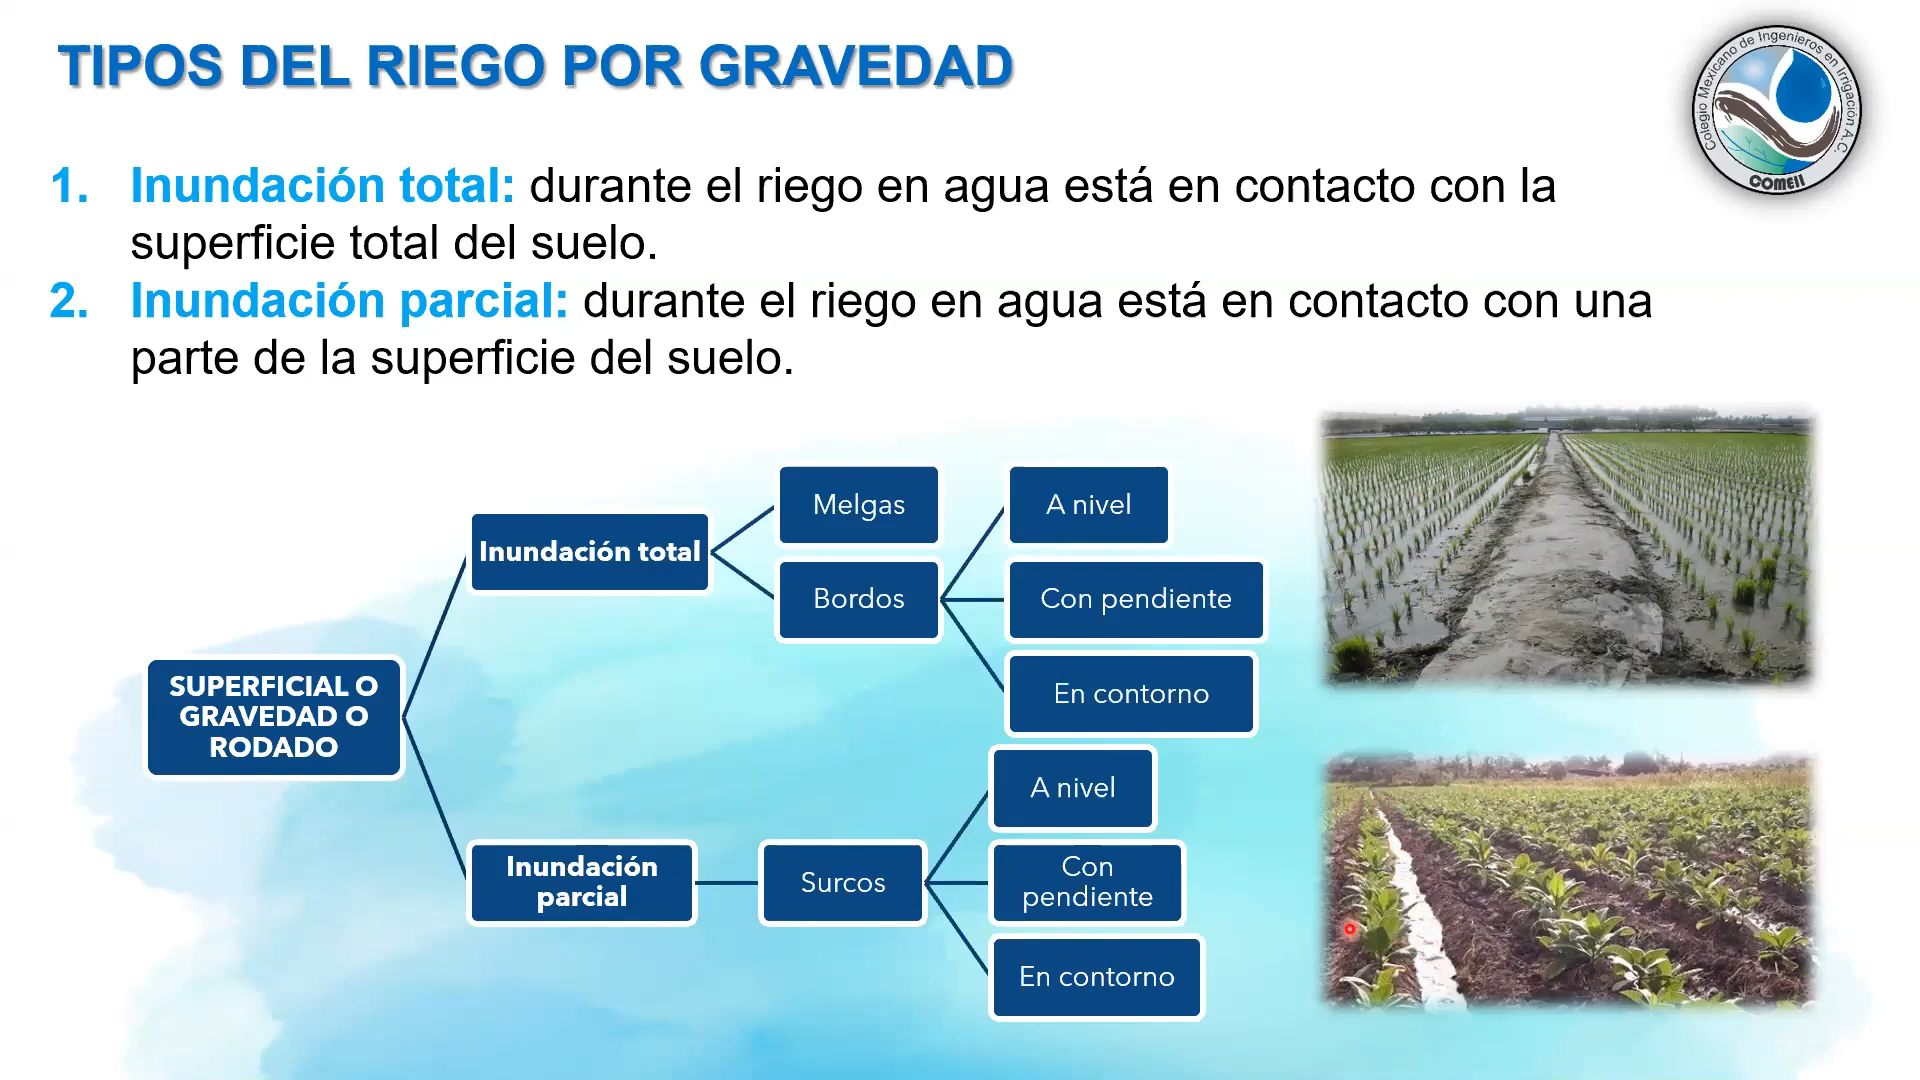 TIPOS DEL RIEGO POR GRAVEDAD
Colegio Mexicano de Ingenieros en Irrigación A.C.
COMEII
1. Inundación total: durante el riego en agua está en contacto con la
superficie total del suelo.
2. Inundación parcial: durante el riego en agua está en contacto con una
parte de la superficie del suelo.
SUPERFICIAL O
GRAVEDAD O
RODADO
Inundación total
Melgas
Bordos
A nivel
Con pendiente
En contorno
Inundación
parcial
Surcos
A nivel
Con
pendiente
En contorno